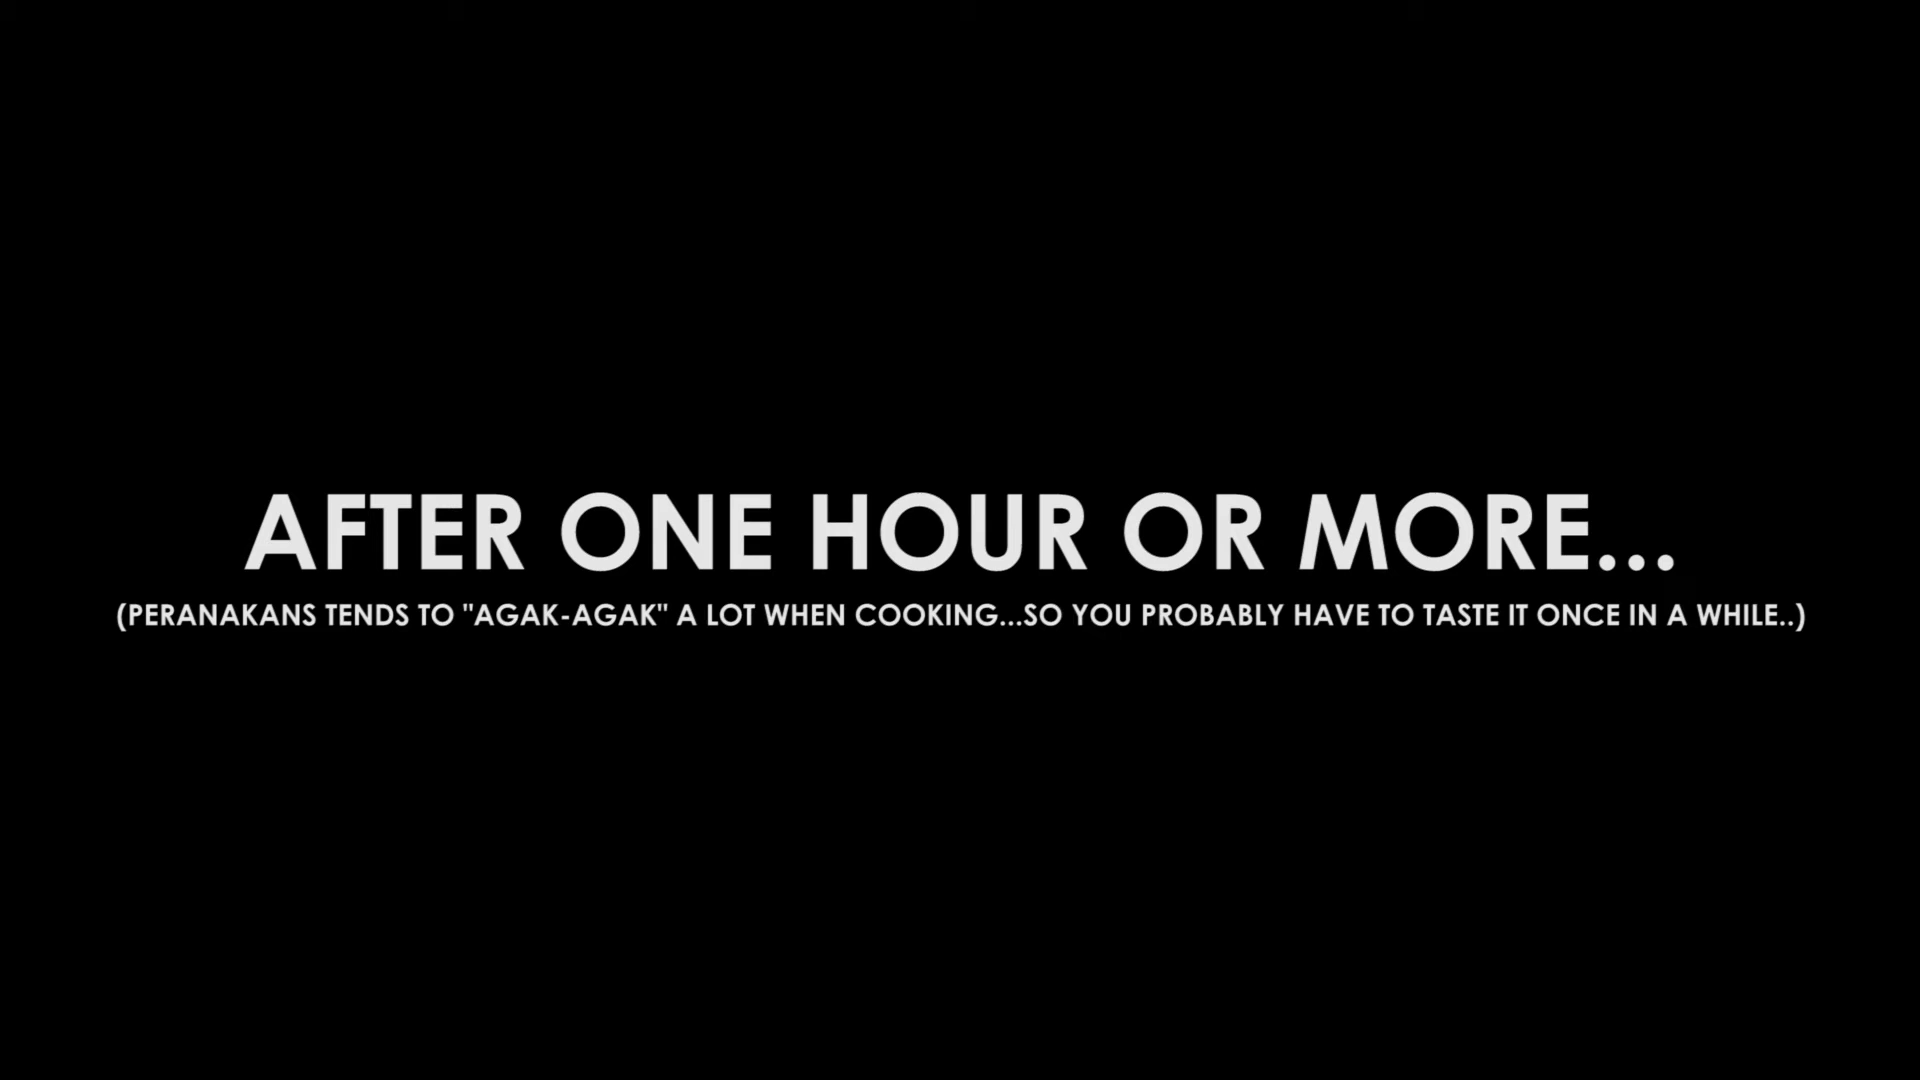 AFTER ONE HOUR OR MORE...
(PERANAKANS TENDS TO "AGAK-AGAK" A LOT WHEN COOKING...SO YOU PROBABLY HAVE TO TASTE IT ONCE IN A WHILE..)